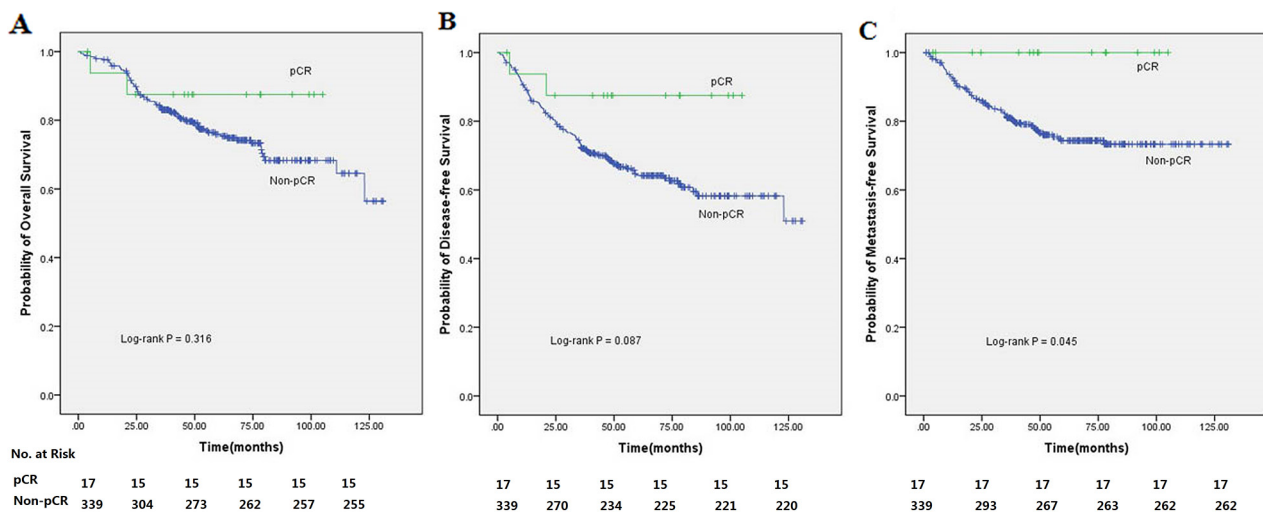 A
Probability of Overall Survival
1.0
0.8
0.6
0.4
0.2
0.0
pCR
Non-pCR
Log-rank P = 0.316
.00 25.00 50.00 75.00 100.00 125.00
Time(months)
B
Probability of Disease-free Survival
1.0
0.8
0.6
0.4
0.2
0.0
pCR
Non-pCR
Log-rank P = 0.087
.00 25.00 50.00 75.00 100.00 125.00
Time(months)
C
Probability of Metastasis-free Survival
1.0
0.8
0.6
0.4
0.2
0.0
pCR
Non-pCR
Log-rank P = 0.045
.00 25.00 50.00 75.00 100.00 125.00
Time(months)
No. at Risk
pCR 17 15 15 15 15 15 17 15 15 15 15 15 17 17 17 17 17 17
Non-pCR 339 304 273 262 257 255 339 270 234 225 221 220 339 293 267 263 262 262